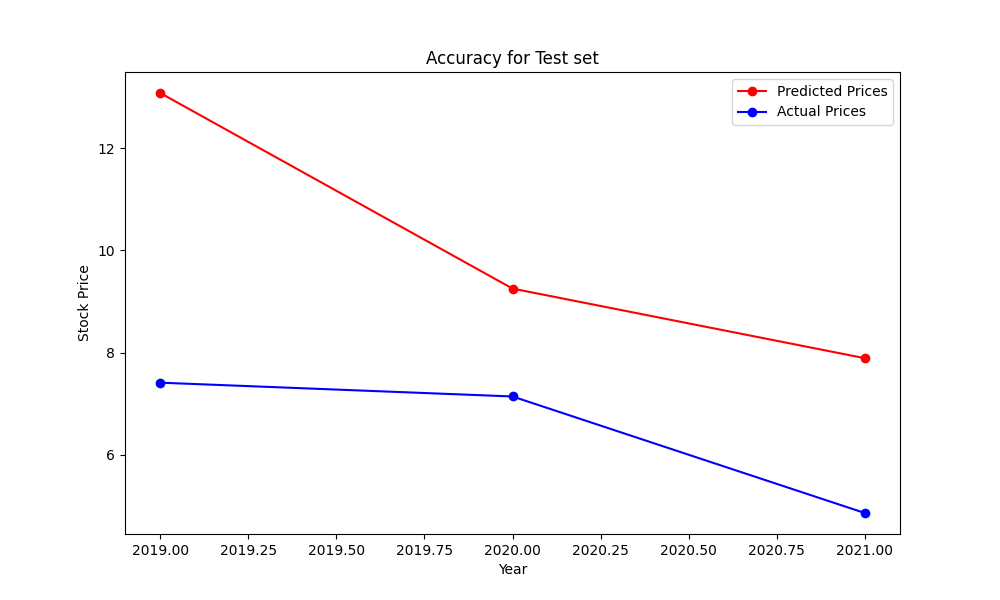 Accuracy for Test set
Predicted Prices
Actual Prices
Stock Price
12
10
8
6
2019.00 2019.25 2019.50 2019.75 2020.00 2020.25 2020.50 2020.75 2021.00
Year